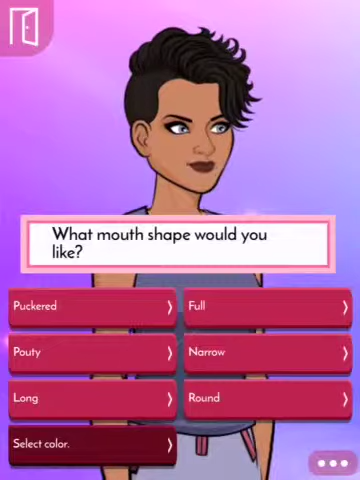 What mouth shape would you
like?
Puckered
Full
Pouty
Narrow
Long
Round
Select color.